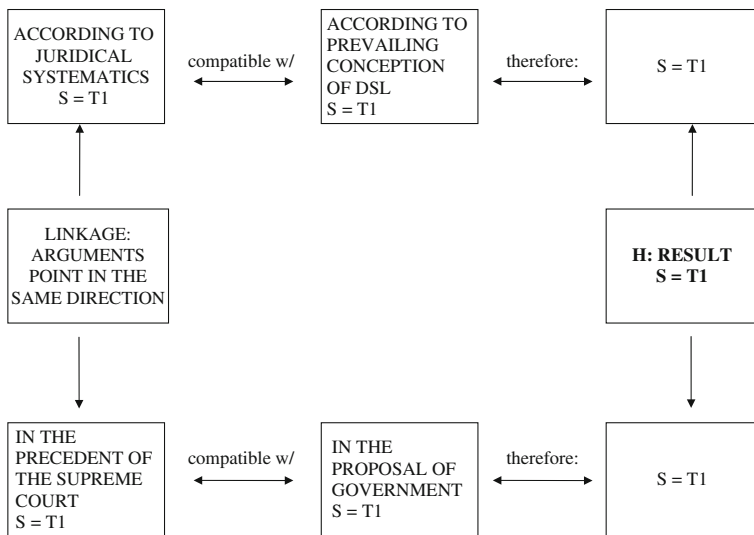 ACCORDING TO
JURIDICAL
SYSTEMATICS
S = T1
compatible w/
ACCORDING TO
PREVAILING
CONCEPTION
OF DSL
S = T1
therefore:
S = T1
LINKAGE:
ARGUMENTS
POINT IN THE
SAME DIRECTION
H: RESULT
S = T1
IN THE
PRECEDENT OF
THE SUPREME
COURT
S = T1
compatible w/
IN THE
PROPOSAL OF
GOVERNMENT
S = T1
therefore:
S = T1